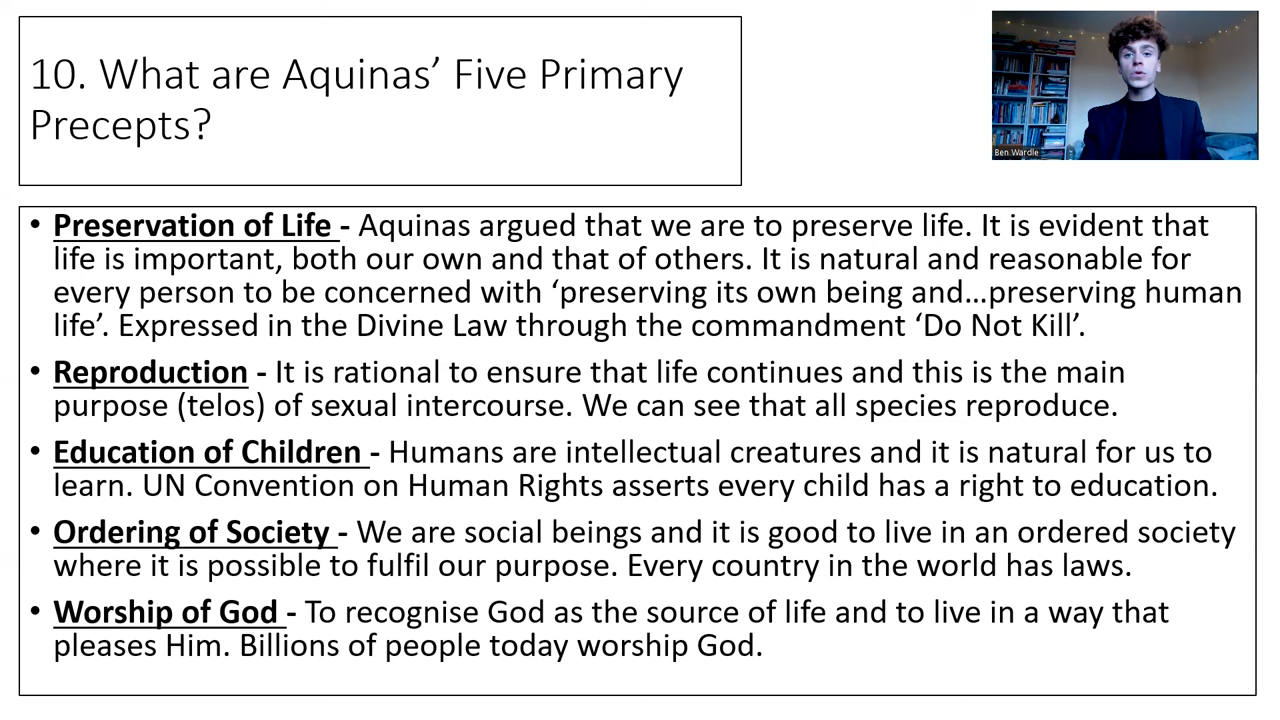 10. What are Aquinas’ Five Primary
Precepts?
Ben Wardle
• Preservation of Life - Aquinas argued that we are to preserve life. It is evident that
life is important, both our own and that of others. It is natural and reasonable for
every person to be concerned with ‘preserving its own being and…preserving human
life’. Expressed in the Divine Law through the commandment ‘Do Not Kill’.
• Reproduction - It is rational to ensure that life continues and this is the main
purpose (telos) of sexual intercourse. We can see that all species reproduce.
• Education of Children - Humans are intellectual creatures and it is natural for us to
learn. UN Convention on Human Rights asserts every child has a right to education.
• Ordering of Society - We are social beings and it is good to live in an ordered society
where it is possible to fulfil our purpose. Every country in the world has laws.
• Worship of God - To recognise God as the source of life and to live in a way that
pleases Him. Billions of people today worship God.